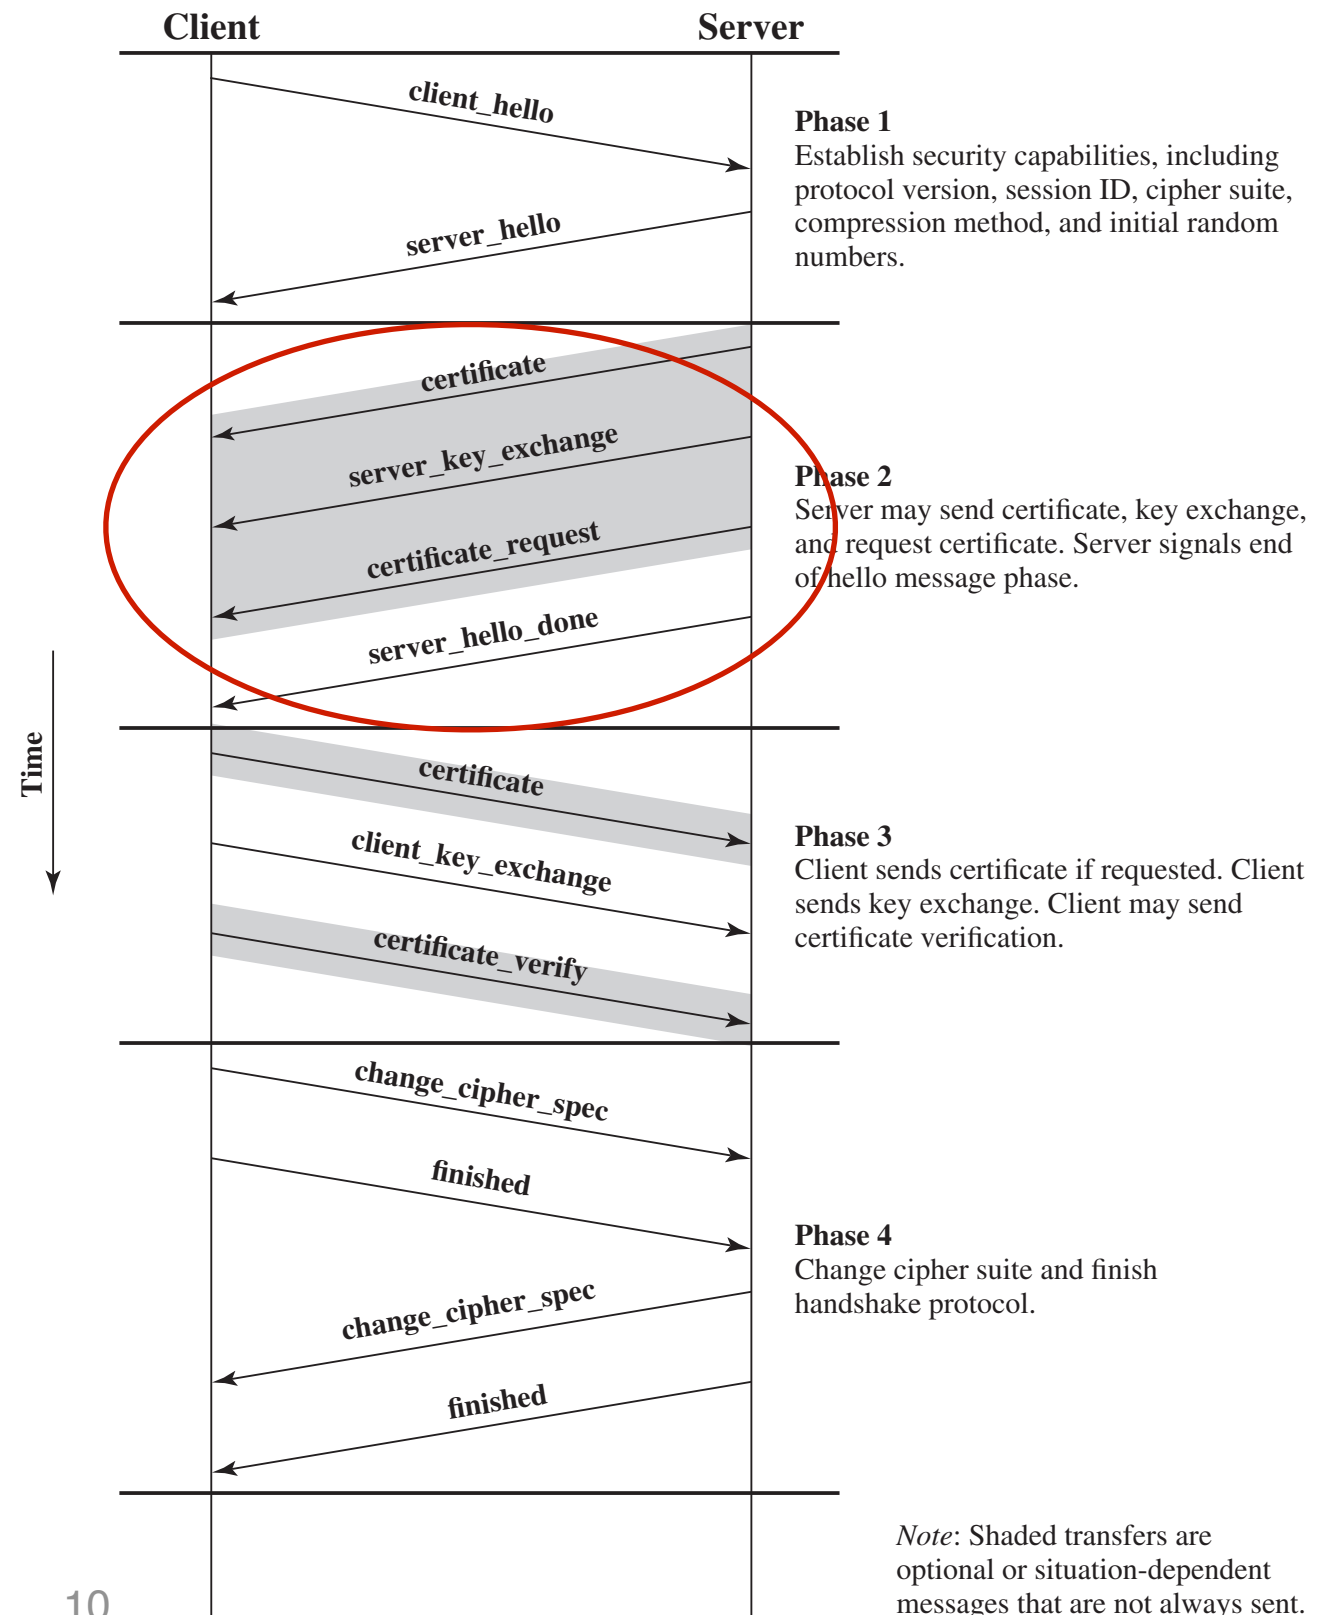 Client
Server
client_hello
Phase 1
Establish security capabilities, including
protocol version, session ID, cipher suite,
compression method, and initial random
numbers.
server_hello
certificate
server_key_exchange
certificate_request
server_hello_done
Phase 2
Server may send certificate, key exchange,
and request certificate. Server signals end
of hello message phase.
Time
certificate
client_key_exchange
certificate_verify
Phase 3
Client sends certificate if requested. Client
sends key exchange. Client may send
certificate verification.
change_cipher_spec
finished
change_cipher_spec
finished
Phase 4
Change cipher suite and finish
handshake protocol.
Note: Shaded transfers are
optional or situation-dependent
messages that are not always sent.
10